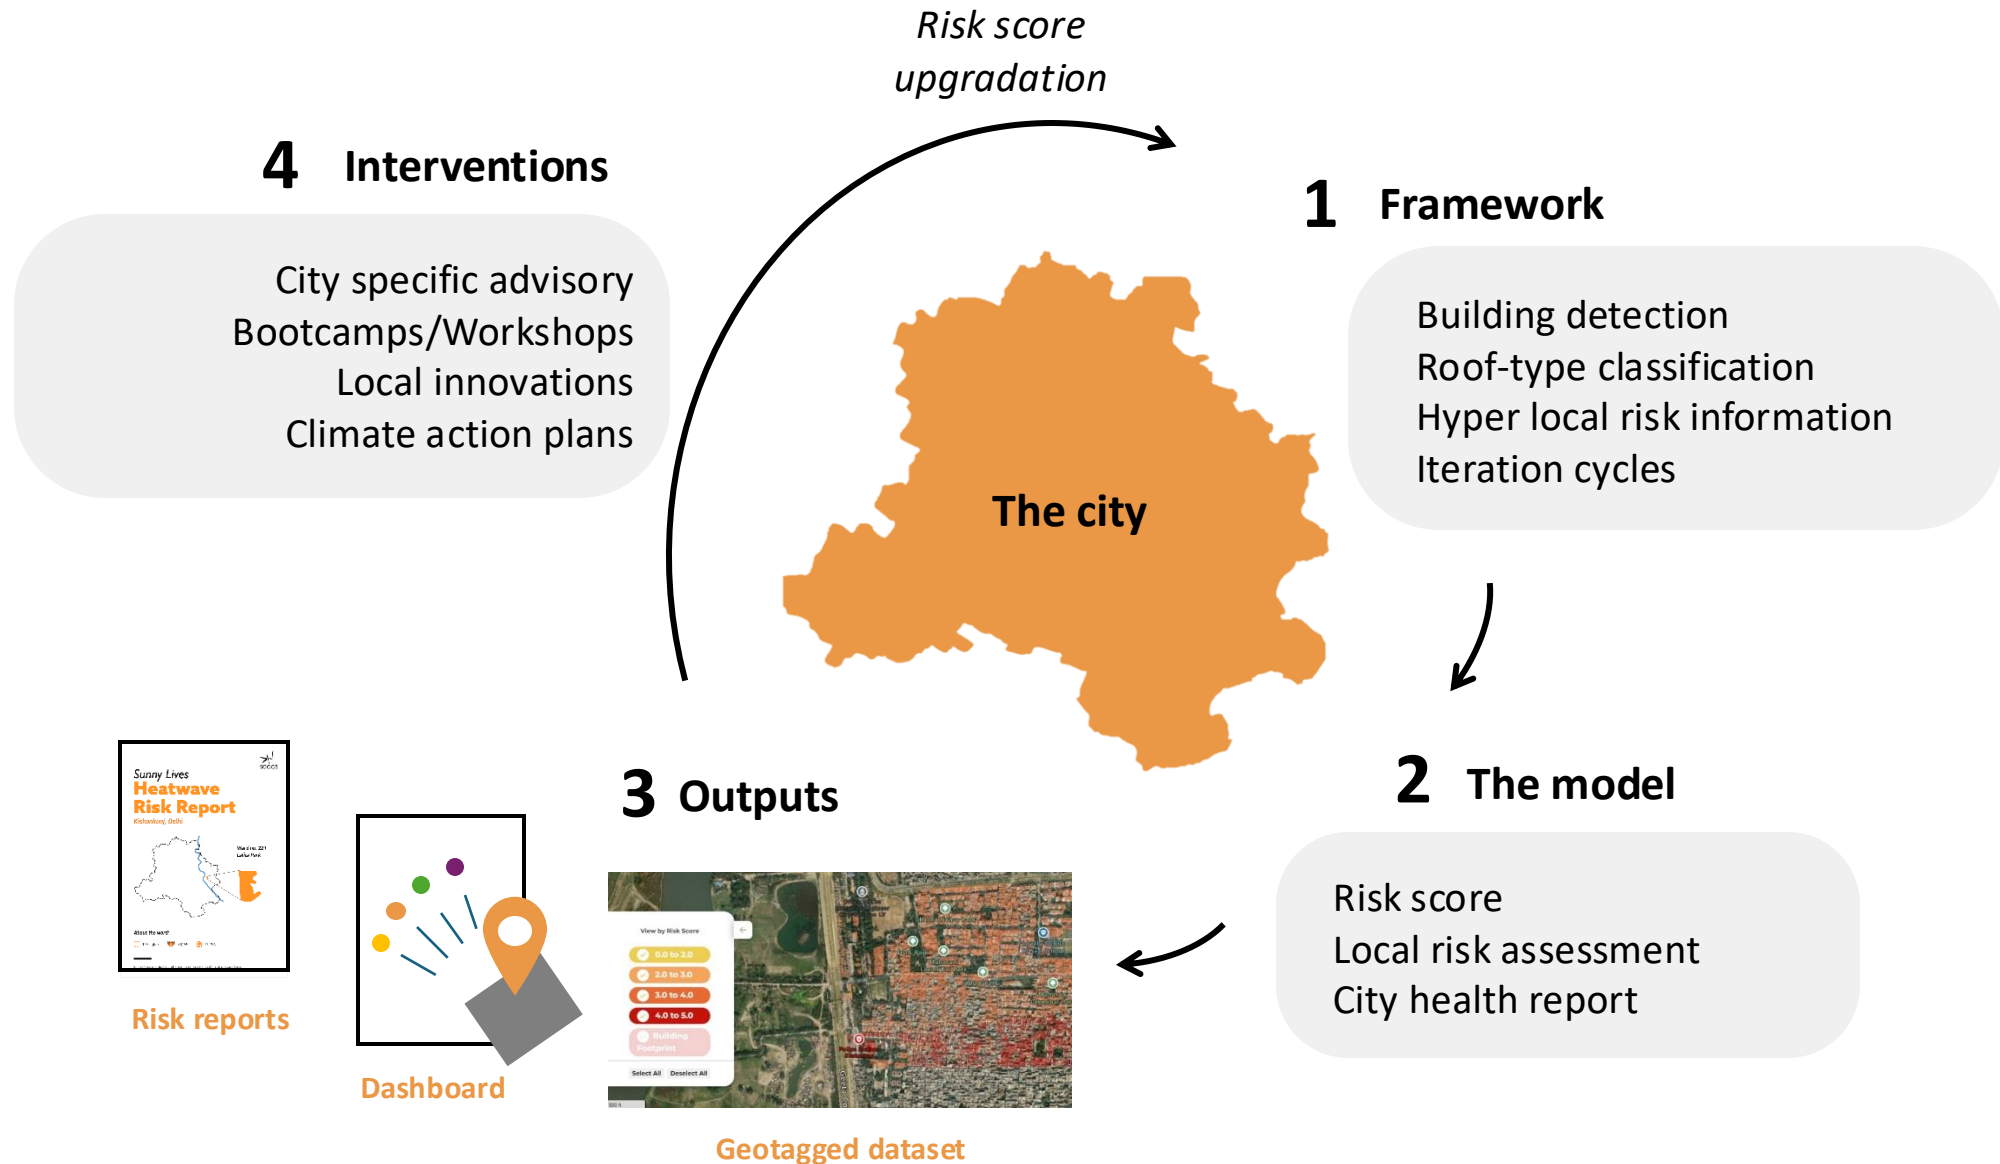 Risk score
upgradation
4 Interventions
City specific advisory
Bootcamps/Workshops
Local innovations
Climate action plans
1 Framework
Building detection
Roof-type classification
Hyper local risk information
Iteration cycles
The city
2 The model
Risk score
Local risk assessment
City health report
3 Outputs
Sunny Lives
Heatwave
Risk Report
Kishankunj, Delhi
Risk reports
Dashboard
View by Risk Score
0.0 to 2.0
2.0 to 3.0
3.0 to 4.0
4.0 to 5.0
Building
Footprint
Select All Deselect All
Geotagged dataset